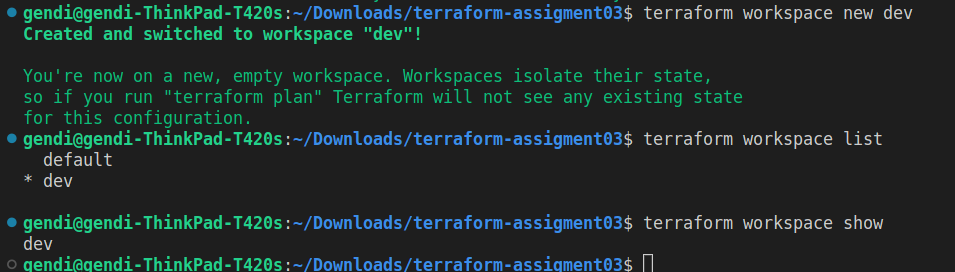 gendi@gendi-ThinkPad-T420s:~/Downloads/terraform-assigment03$ terraform workspace new dev
Created and switched to workspace "dev"!
You're now on a new, empty workspace. Workspaces isolate their state,
so if you run "terraform plan" Terraform will not see any existing state
for this configuration.
gendi@gendi-ThinkPad-T420s:~/Downloads/terraform-assigment03$ terraform workspace list
  default
* dev
gendi@gendi-ThinkPad-T420s:~/Downloads/terraform-assigment03$ terraform workspace show
dev
gendi@gendi-ThinkPad-T420s:~/Downloads/terraform-assigment03$